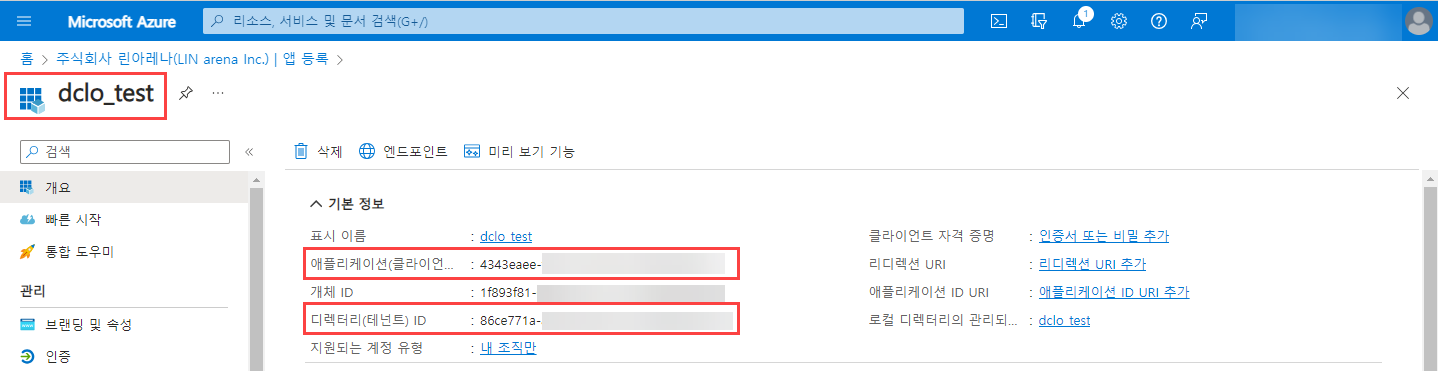 Microsoft Azure
리소스, 서비스 및 문서 검색(G+/)
1
홈 > 주식회사 린아레나(LIN arena Inc.) | 앱 등록 >
dclo_test
검색
삭제 엔드포인트 미리 보기 기능
개요
빠른 시작
통합 도우미
관리
브랜딩 및 속성
인증
기본 정보
표시 이름 : dclo_test
애플리케이션(클라이언... : 4343eaee-
개체 ID : 1f893f81-
디렉터리(테넌트) ID : 86ce771a-
지원되는 계정 유형 : 내 조직만
클라이언트 자격 증명 : 인증서 또는 비밀 추가
리디렉션 URI : 리디렉션 URI 추가
애플리케이션 ID URI : 애플리케이션 ID URI 추가
로컬 디렉터리의 관리되... : dclo_test